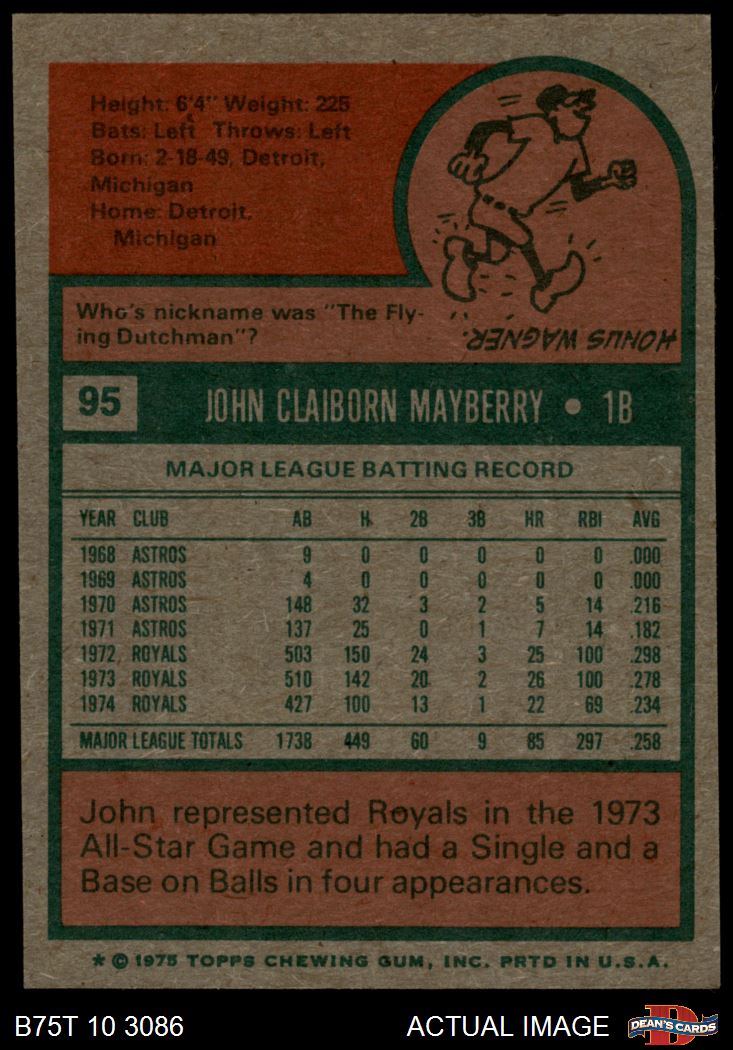 Height: 6'4" Weight: 225
Bats: Left Throws: Left
Born: 2-18-49, Detroit,
Michigan
Home: Detroit,
Michigan
Who's nickname was "The Fly-
ing Dutchman"?
HONUS WAGNER.
95 JOHN CLAIBORN MAYBERRY • 1B
MAJOR LEAGUE BATTING RECORD
YEAR CLUB AB H 2B 3B HR RBI AVG
1968 ASTROS 9 0 0 0 0 0 .000
1969 ASTROS 4 0 0 0 0 0 .000
1970 ASTROS 148 32 3 2 5 14 .216
1971 ASTROS 137 25 0 1 7 14 .182
1972 ROYALS 503 150 24 3 25 100 .298
1973 ROYALS 510 142 20 2 26 100 .278
1974 ROYALS 427 100 13 1 22 69 .234
MAJOR LEAGUE TOTALS 1738 449 60 9 85 297 .258
John represented Royals in the 1973
All-Star Game and had a Single and a
Base on Balls in four appearances.
* © 1975 TOPPS CHEWING GUM, INC. PRTD IN U.S.A.
B75T 10 3086 ACTUAL IMAGE D DEAN'S CARDS